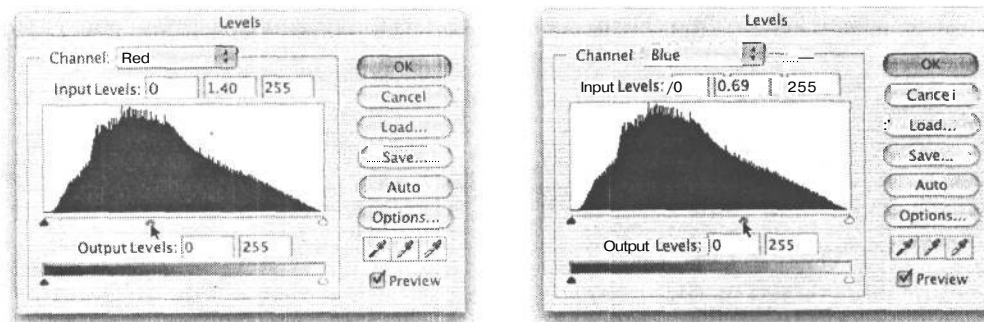 Levels
Channel: Red
OK
Input Levels: 0 1.40 255
Cancel
Load...
Save...
Auto
Options...
Output Levels: 0 255
Preview
Levels
Channel Blue
OK
Input Levels: /0 0.69 255
Cancei
Load...
Save...
Auto
Options...
Output Levels: 0 255
Preview